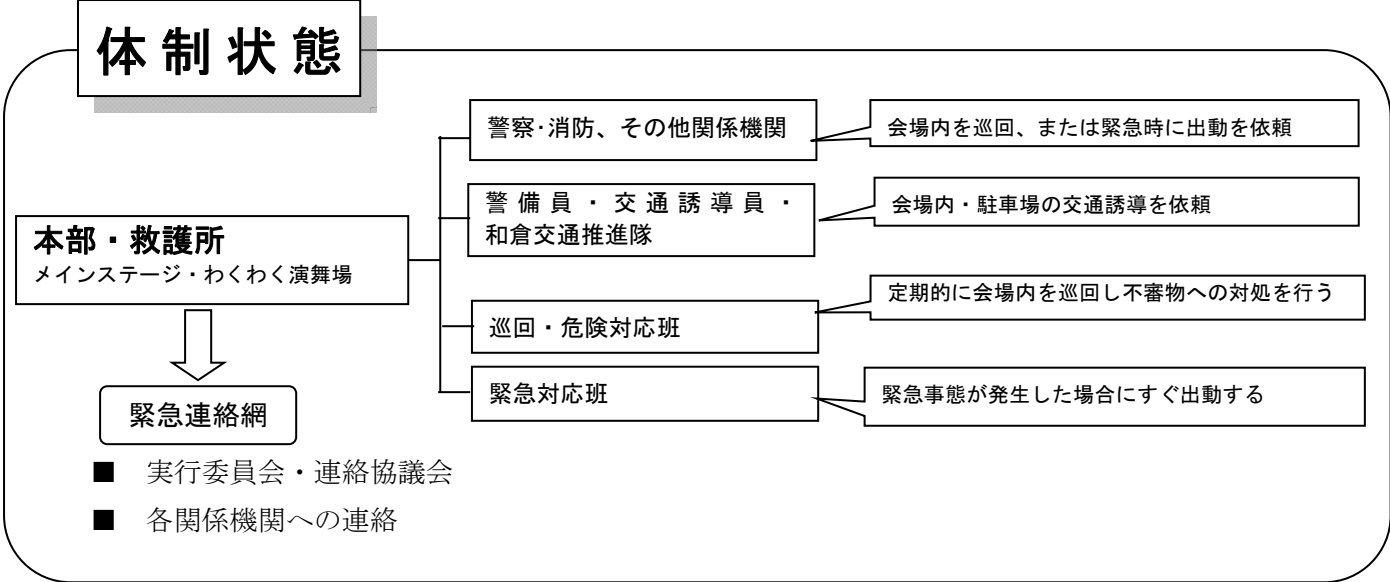 体制状態
警察･消防、その他関係機関
会場内を巡回、または緊急時に出動を依頼
警備員・交通誘導員・
和倉交通推進隊
会場内・駐車場の交通誘導を依頼
本部・救護所
メインステージ・わくわく演舞場
巡回・危険対応班
定期的に会場内を巡回し不審物への対処を行う
緊急対応班
緊急事態が発生した場合にすぐ出動する
緊急連絡網
■ 実行委員会・連絡協議会
■ 各関係機関への連絡